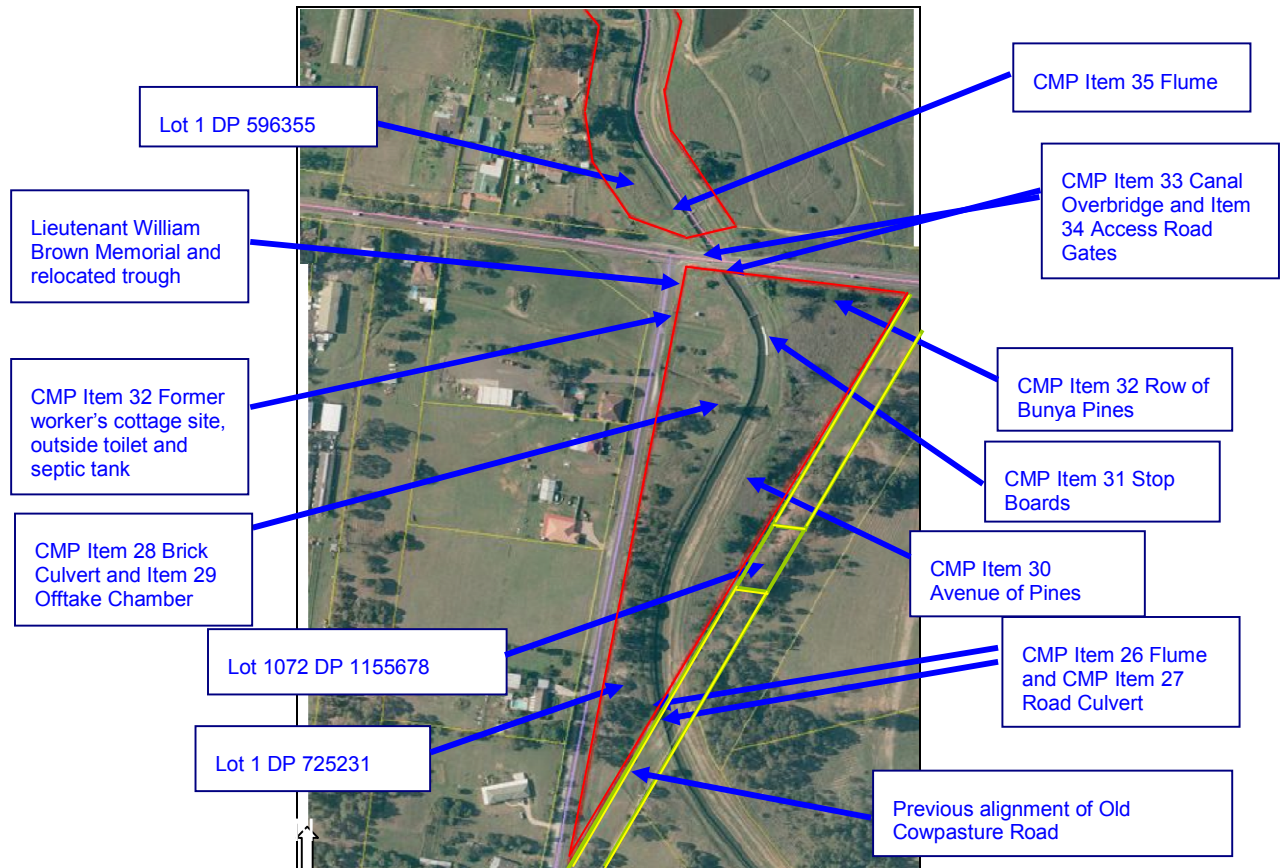 CMP Item 35 Flume
Lot 1 DP 596355
CMP Item 33 Canal
Overbridge and Item
34 Access Road
Gates
Lieutenant William
Brown Memorial and
relocated trough
CMP Item 32 Row of
Bunya Pines
CMP Item 32 Former
worker's cottage site,
outside toilet and
septic tank
CMP Item 31 Stop
Boards
CMP Item 28 Brick
Culvert and Item 29
Offtake Chamber
CMP Item 30
Avenue of Pines
Lot 1072 DP 1155678
CMP Item 26 Flume
and CMP Item 27
Road Culvert
Lot 1 DP 725231
Previous alignment of Old
Cowpasture Road